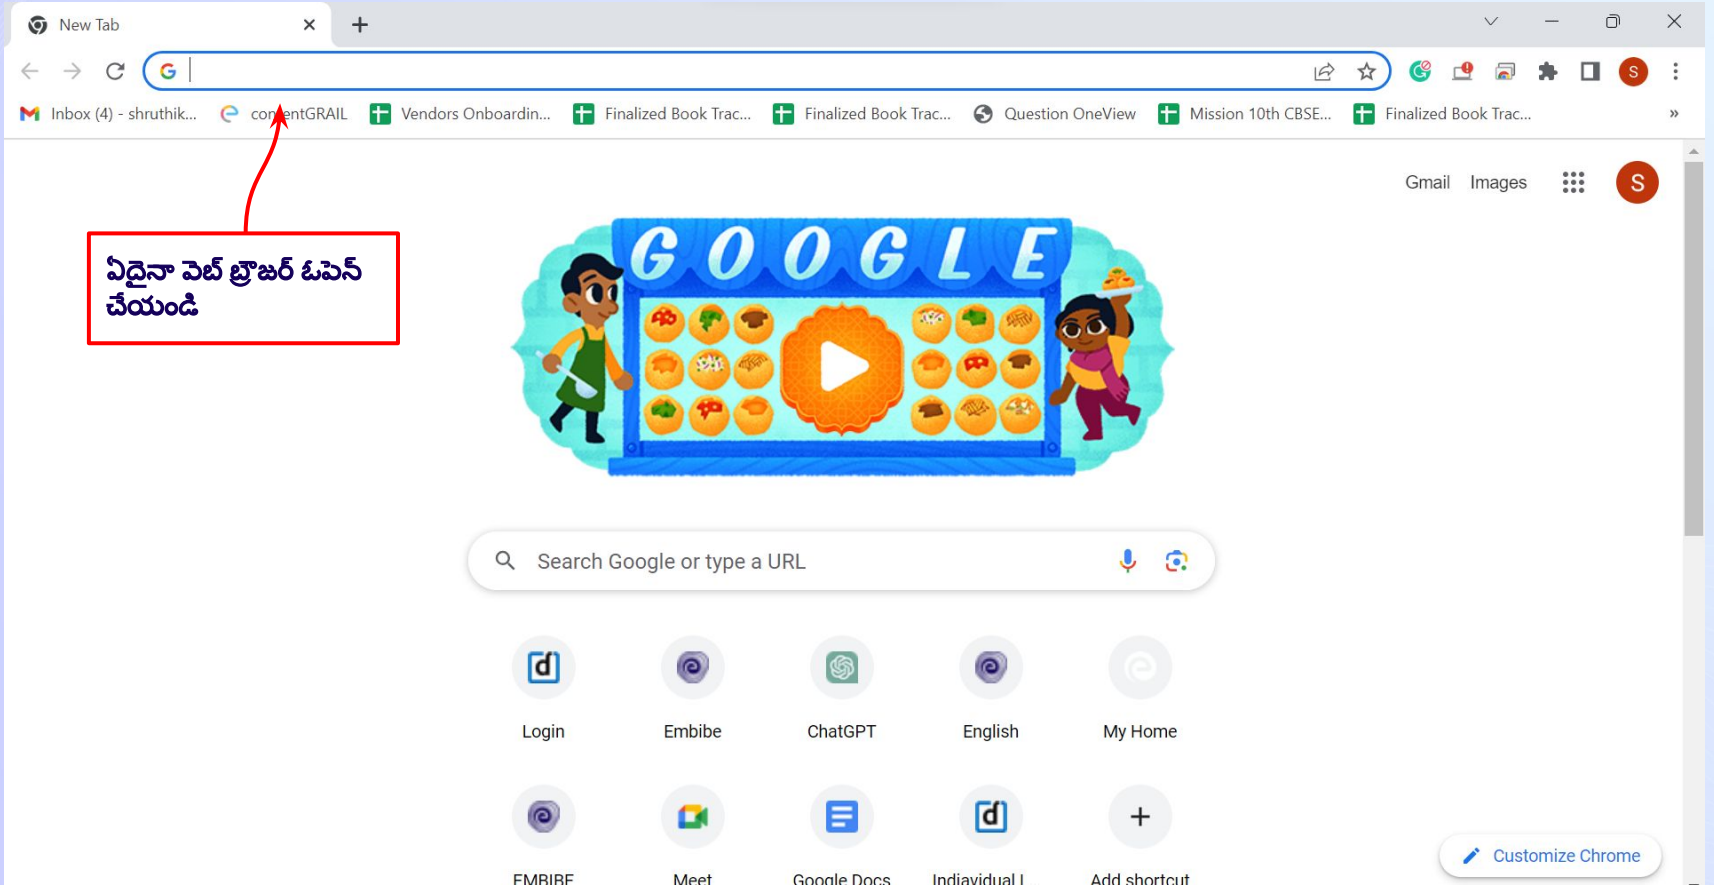 New Tab
Inbox (4) - shruthik...
contentGRAIL
Vendors Onboardin...
Finalized Book Trac...
Finalized Book Trac...
Question OneView
Mission 10th CBSE...
Finalized Book Trac...
»
Gmail Images
S
S
GOOGLE
ఏదైనా వెబ్ బ్రౌజర్ ఓపెన్
చేయండి
Search Google or type a URL
Login
Embibe
ChatGPT
English
My Home
EMBIBE
Meet
Google Docs
Indiavidual L...
Add shortcut
Customize Chrome